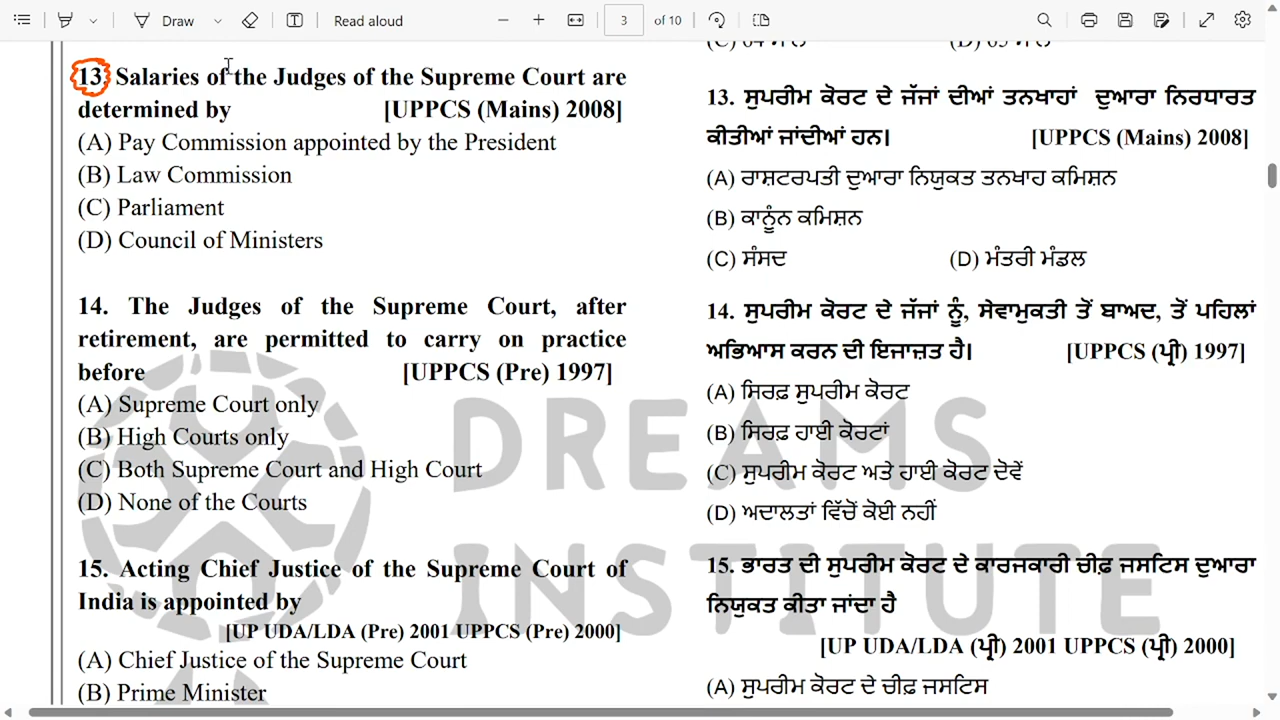 Draw
Read aloud
3
of 10
13. Salaries of the Judges of the Supreme Court are
determined by [UPPCS (Mains) 2008]
(A) Pay Commission appointed by the President
(B) Law Commission
(C) Parliament
(D) Council of Ministers
14. The Judges of the Supreme Court, after
retirement, are permitted to carry on practice
before [UPPCS (Pre) 1997]
(A) Supreme Court only
(B) High Courts only
(C) Both Supreme Court and High Court
(D) None of the Courts
15. Acting Chief Justice of the Supreme Court of
India is appointed by
[UP UDA/LDA (Pre) 2001 UPPCS (Pre) 2000]
(A) Chief Justice of the Supreme Court
(B) Prime Minister
13. ਸੁਪਰੀਮ ਕੋਰਟ ਦੇ ਜੱਜਾਂ ਦੀਆਂ ਤਨਖਾਹਾਂ ਦੁਆਰਾ ਨਿਰਧਾਰਤ
ਕੀਤੀਆਂ ਜਾਂਦੀਆਂ ਹਨ। [UPPCS (Mains) 2008]
(A) ਰਾਸ਼ਟਰਪਤੀ ਦੁਆਰਾ ਨਿਯੁਕਤ ਤਨਖਾਹ ਕਮਿਸ਼ਨ
(B) ਕਾਨੂੰਨ ਕਮਿਸ਼ਨ
(C) ਸੰਸਦ (D) ਮੰਤਰੀ ਮੰਡਲ
14. ਸੁਪਰੀਮ ਕੋਰਟ ਦੇ ਜੱਜਾਂ ਨੂੰ, ਸੇਵਾਮੁਕਤੀ ਤੋਂ ਬਾਅਦ, ਤੋਂ ਪਹਿਲਾਂ
ਅਭਿਆਸ ਕਰਨ ਦੀ ਇਜਾਜ਼ਤ ਹੈ। [UPPCS (ਪ੍ਰੀ) 1997]
(A) ਸਿਰਫ਼ ਸੁਪਰੀਮ ਕੋਰਟ
(B) ਸਿਰਫ਼ ਹਾਈ ਕੋਰਟਾਂ
(C) ਸੁਪਰੀਮ ਕੋਰਟ ਅਤੇ ਹਾਈ ਕੋਰਟ ਦੋਵੇਂ
(D) ਅਦਾਲਤਾਂ ਵਿੱਚੋਂ ਕੋਈ ਨਹੀਂ
15. ਭਾਰਤ ਦੀ ਸੁਪਰੀਮ ਕੋਰਟ ਦੇ ਕਾਰਜਕਾਰੀ ਚੀਫ਼ ਜਸਟਿਸ ਦੁਆਰਾ
ਨਿਯੁਕਤ ਕੀਤਾ ਜਾਂਦਾ ਹੈ
[UP UDA/LDA (ਪ੍ਰੀ) 2001 UPPCS (ਪ੍ਰੀ) 2000]
(A) ਸੁਪਰੀਮ ਕੋਰਟ ਦੇ ਚੀਫ਼ ਜਸਟਿਸ
DREAMS
INSTITUTE